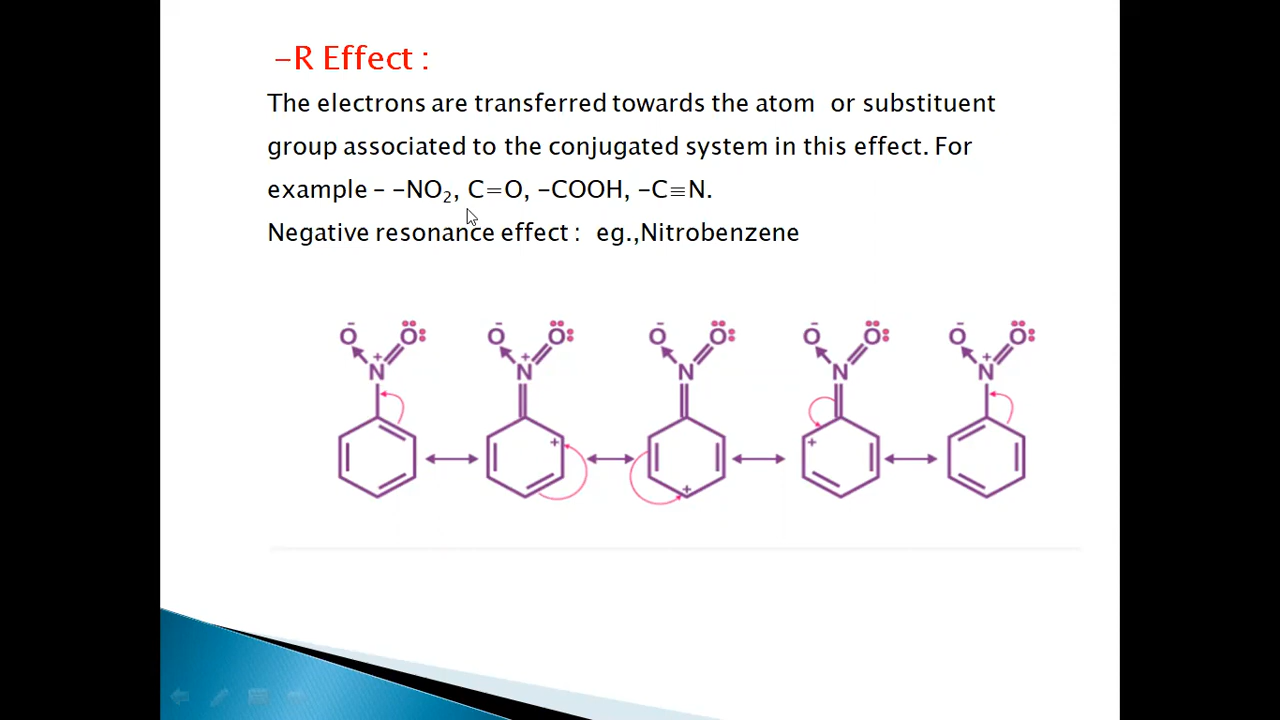 –R Effect :
The electrons are transferred towards the atom or substituent
group associated to the conjugated system in this effect. For
example – –NO₂, C=O, –COOH, –C≡N.
Negative resonance effect : eg.,Nitrobenzene
O⁻ O O⁻ O O⁻ O O⁻ O O⁻ O
N⁺ N⁺ N N N⁺
+ +
+